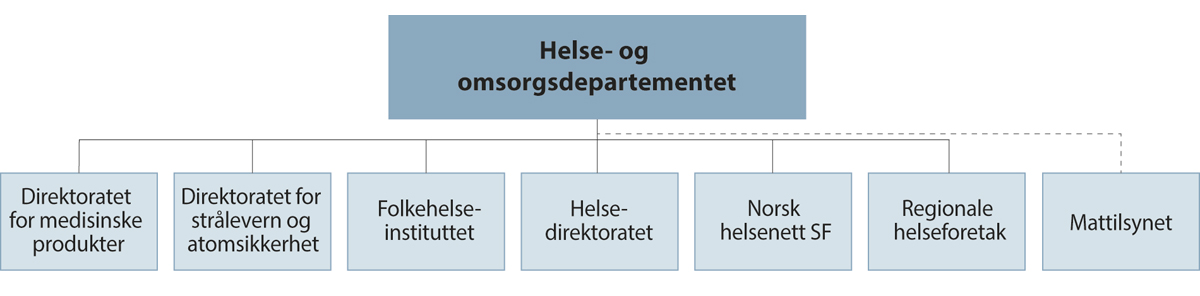 Helse- og
omsorgsdepartementet
Direktoratet
for medisinske
produkter
Direktoratet for
strålevern og
atomsikkerhet
Folkehelse-
instituttet
Helse-
direktoratet
Norsk
helsenett SF
Regionale
helseforetak
Mattilsynet